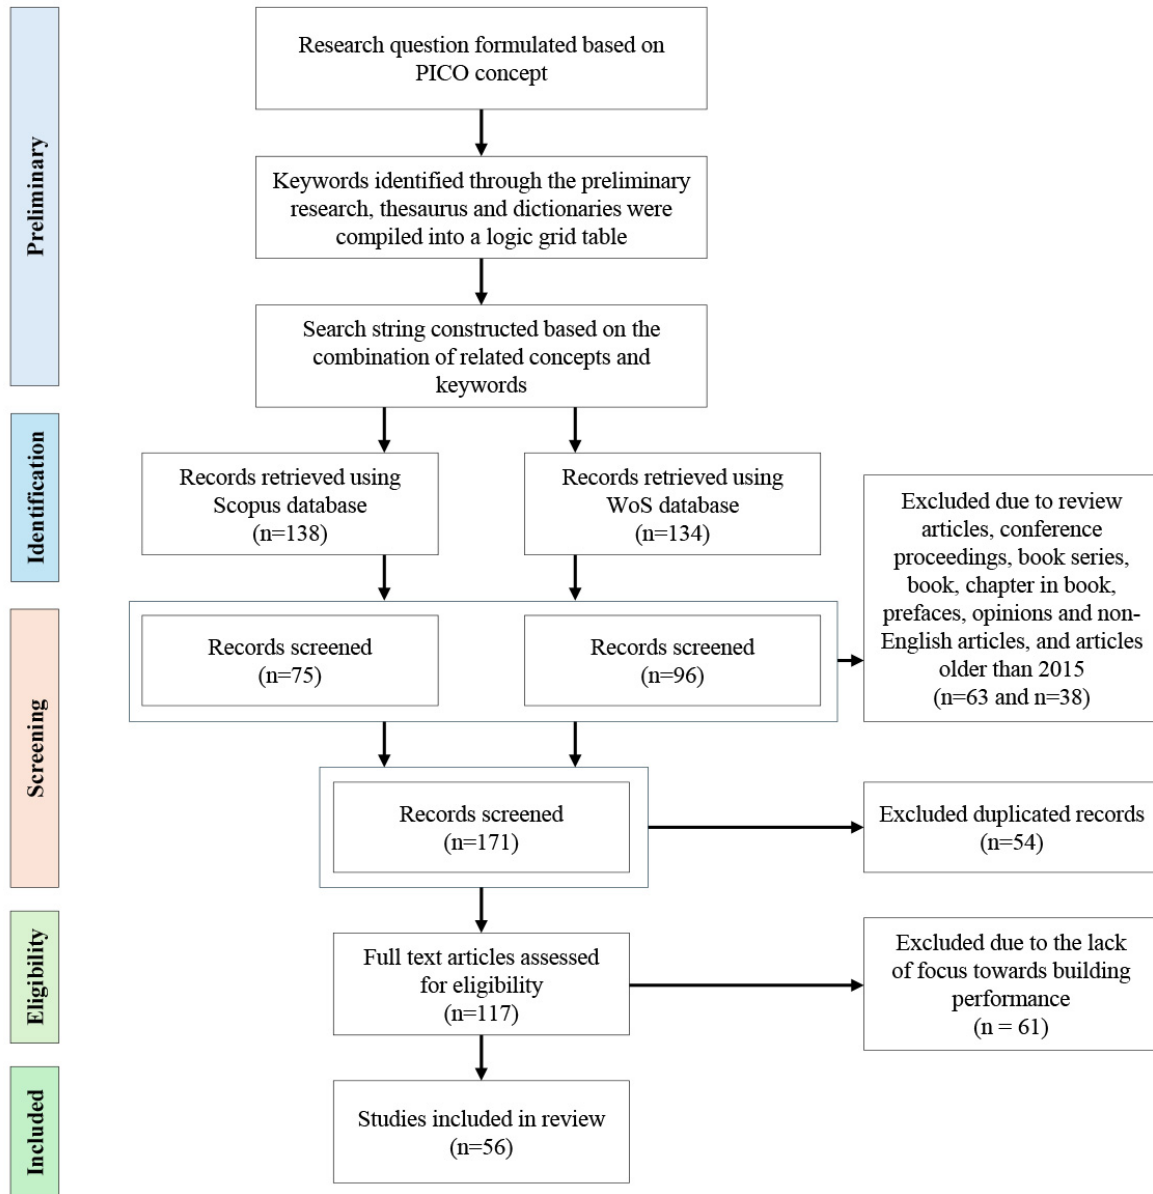 Preliminary
Research question formulated based on
PICO concept
Keywords identified through the preliminary
research, thesaurus and dictionaries were
compiled into a logic grid table
Search string constructed based on the
combination of related concepts and
keywords
Identification
Records retrieved using
Scopus database
(n=138)
Records retrieved using
WoS database
(n=134)
Excluded due to review
articles, conference
proceedings, book series,
book, chapter in book,
prefaces, opinions and non-
English articles, and articles
older than 2015
(n=63 and n=38)
Screening
Records screened
(n=75)
Records screened
(n=96)
Records screened
(n=171)
Excluded duplicated records
(n=54)
Eligibility
Full text articles assessed
for eligibility
(n=117)
Excluded due to the lack
of focus towards building
performance
(n = 61)
Included
Studies included in review
(n=56)